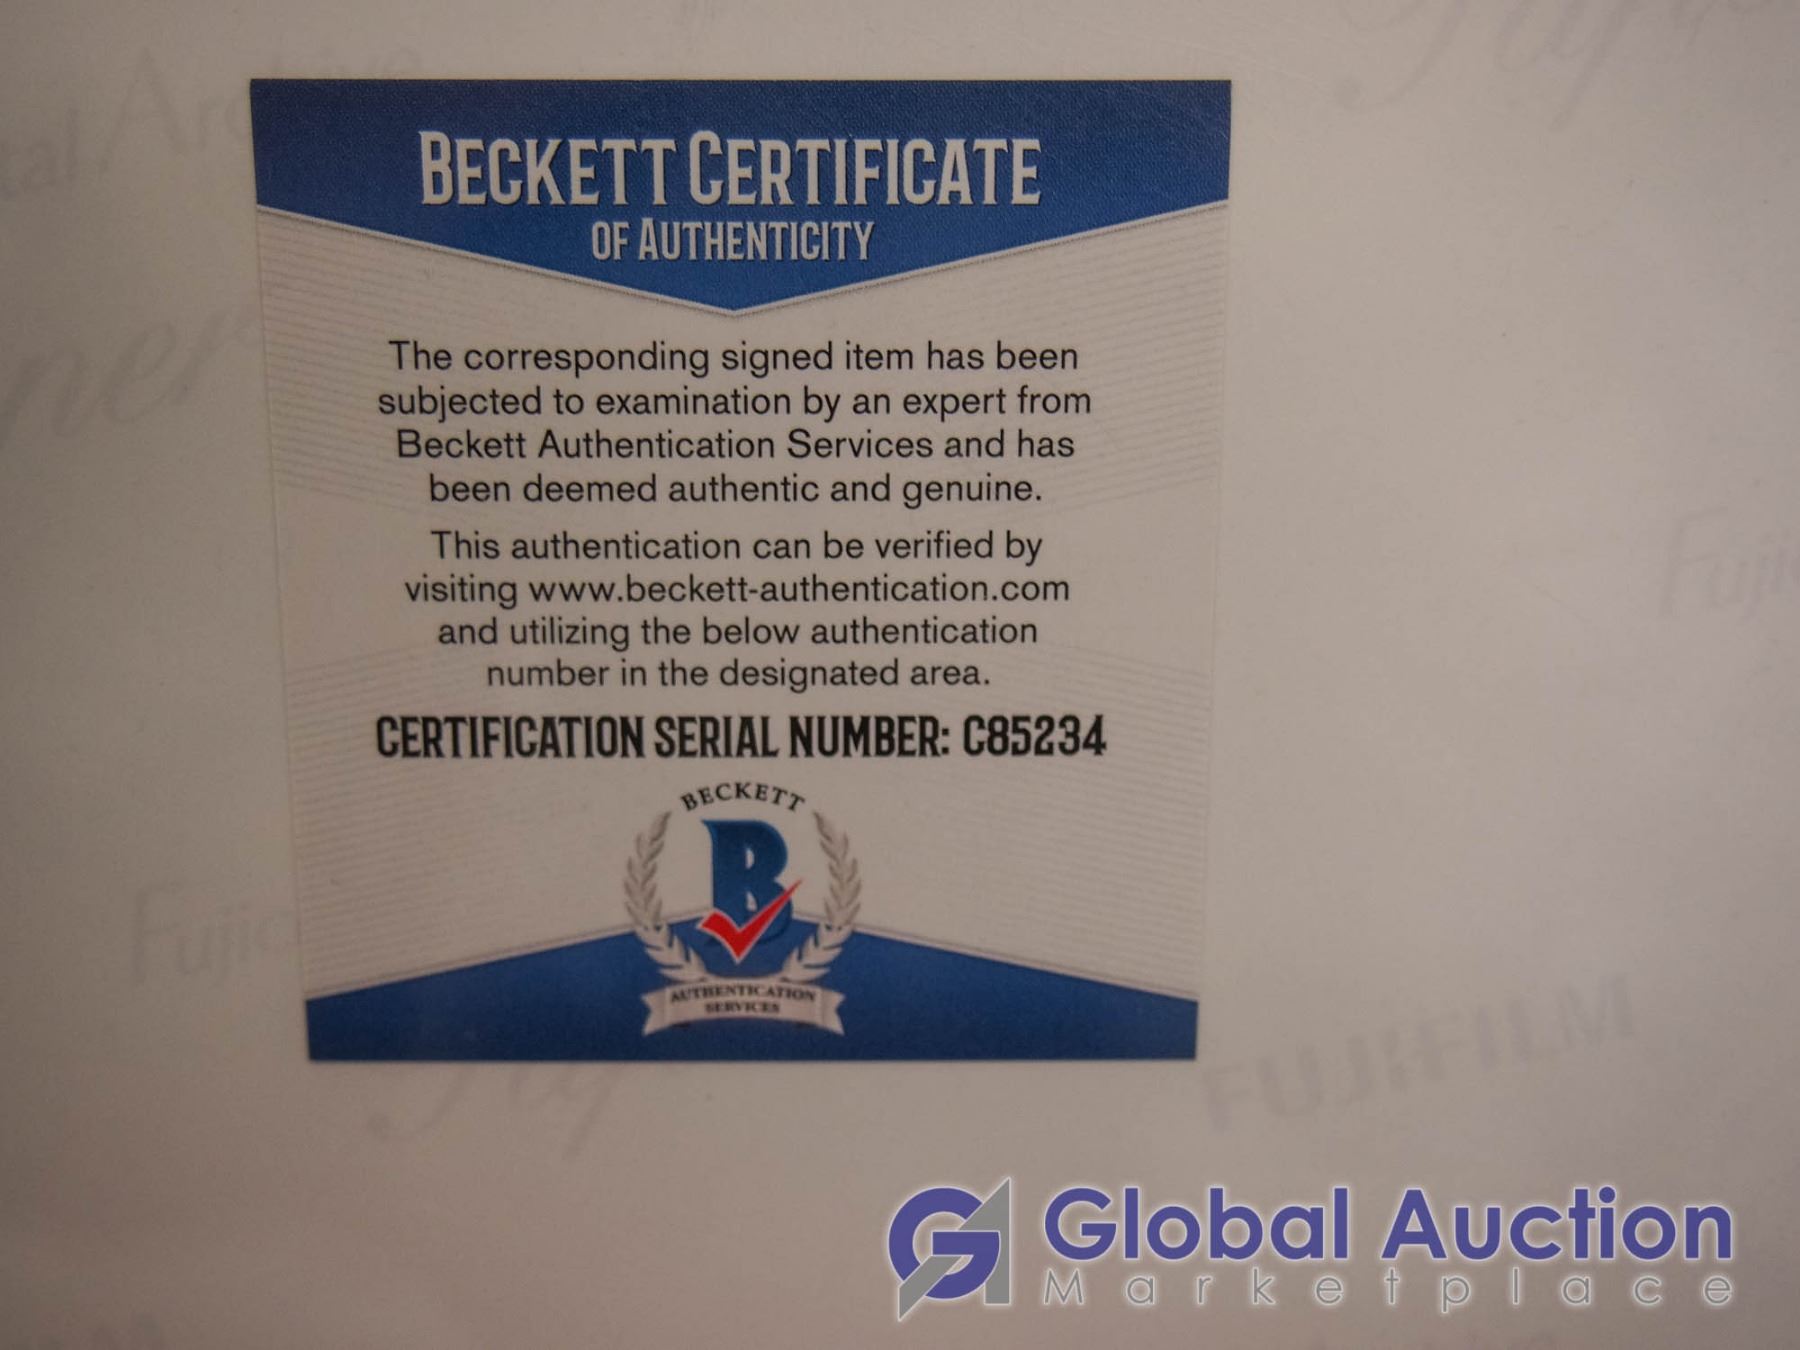 BECKETT CERTIFICATE
OF AUTHENTICITY
The corresponding signed item has been
subjected to examination by an expert from
Beckett Authentication Services and has
been deemed authentic and genuine.
This authentication can be verified by
visiting www.beckett-authentication.com
and utilizing the below authentication
number in the designated area.
CERTIFICATION SERIAL NUMBER: C85234
BECKETT
B
AUTHENTICATION
SERVICES
FUJIFILM
Global Auction
Marketplace